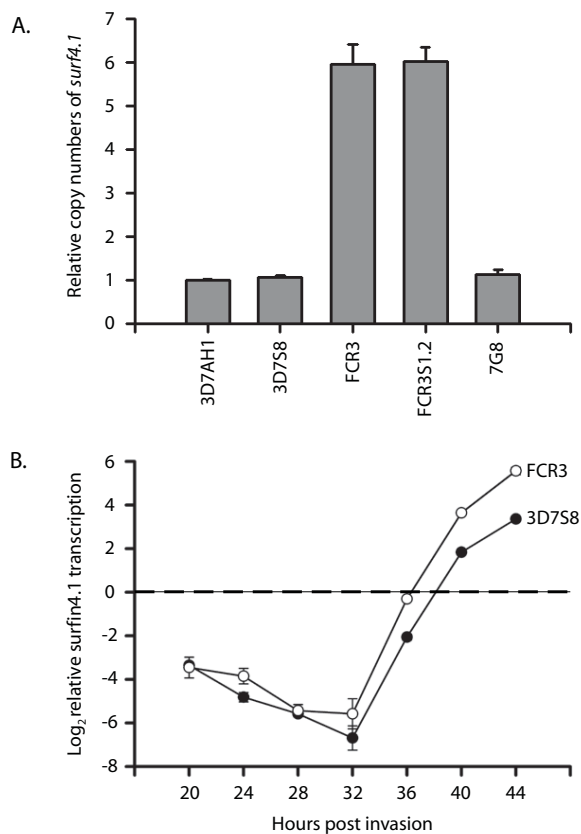 A.
Relative copy numbers of surf4.1
7
6
5
4
3
2
1
0
3D7AH1
3D7S8
FCR3
FCR3S1.2
7G8
B.
Log2 relative surfin4.1 transcription
6
4
2
0
-2
-4
-6
-8
FCR3
3D7S8
20 24 28 32 36 40 44
Hours post invasion